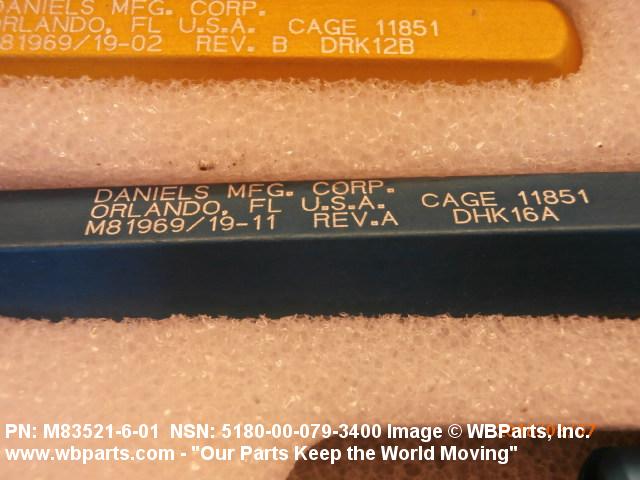 DANIELS MFG. CORP.
ORLANDO, FL U.S.A. CAGE 11851
M81969/19-02 REV. B DRK12B
DANIELS MFG. CORP.
ORLANDO, FL U.S.A. CAGE 11851
M81969/19-11 REV.A DHK16A
PN: M83521-6-01 NSN: 5180-00-079-3400 Image © WBParts, Inc.
www.wbparts.com - "Our Parts Keep the World Moving"